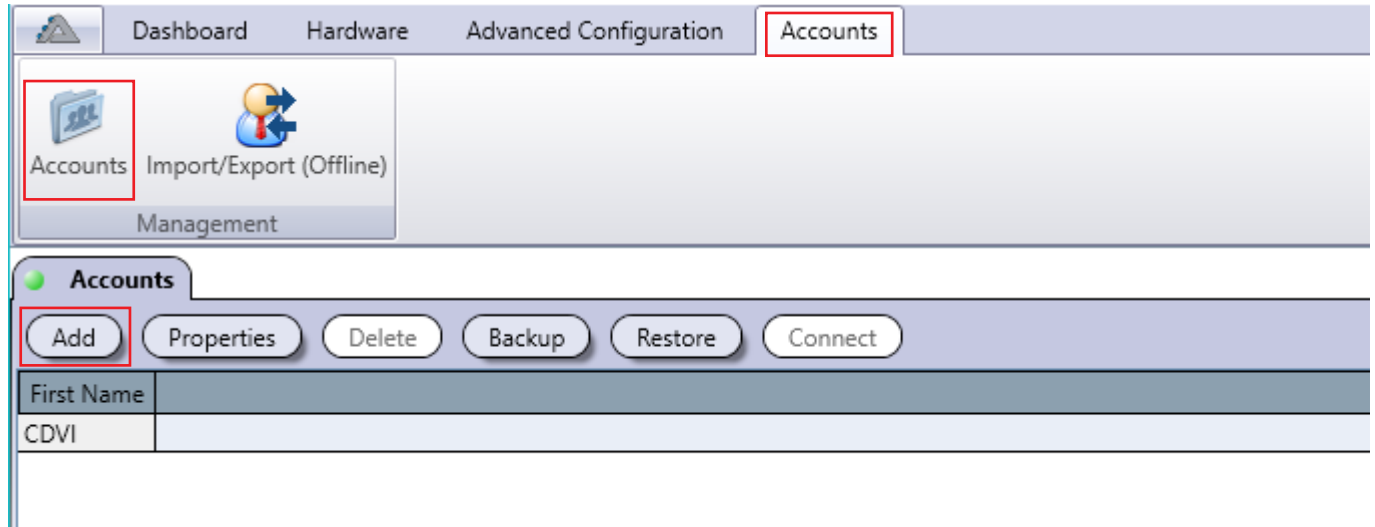 Dashboard Hardware Advanced Configuration Accounts
Accounts Import/Export (Offline)
Management
Accounts
Add Properties Delete Backup Restore Connect
First Name
CDVI